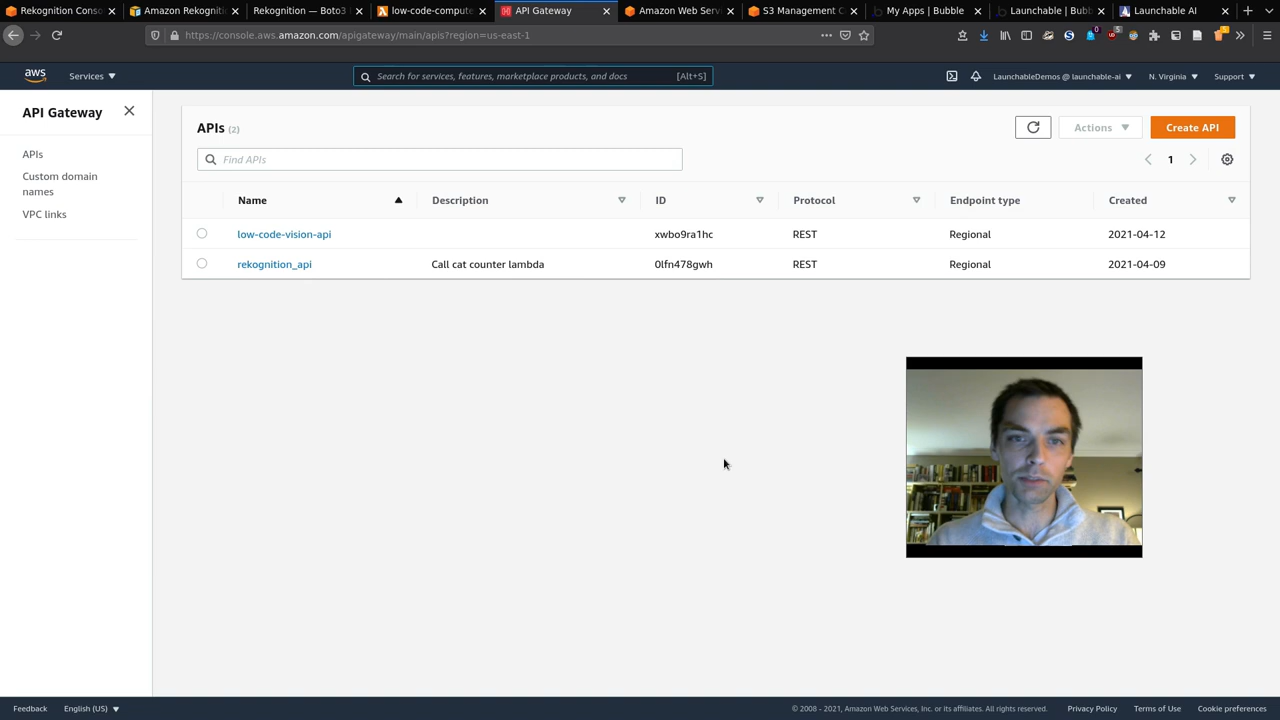 Rekognition Conso
Amazon Rekogniti
Rekognition — Boto3
low-code-compute
API Gateway
Amazon Web Serv
S3 Management C
My Apps | Bubble
Launchable | Bubb
Launchable AI
https://console.aws.amazon.com/apigateway/main/apis?region=us-east-1
aws
Services
Search for services, features, marketplace products, and docs [Alt+S]
LaunchableDemos @ launchable-ai
N. Virginia
Support
API Gateway
APIs
Custom domain
names
VPC links
APIs (2)
Actions
Create API
Find APIs
1
Name Description ID Protocol Endpoint type Created
low-code-vision-api xwbo9ra1hc REST Regional 2021-04-12
rekognition_api Call cat counter lambda 0lfn478gwh REST Regional 2021-04-09
Feedback English (US) © 2008 - 2021, Amazon Web Services, Inc. or its affiliates. All rights reserved. Privacy Policy Terms of Use Cookie preferences